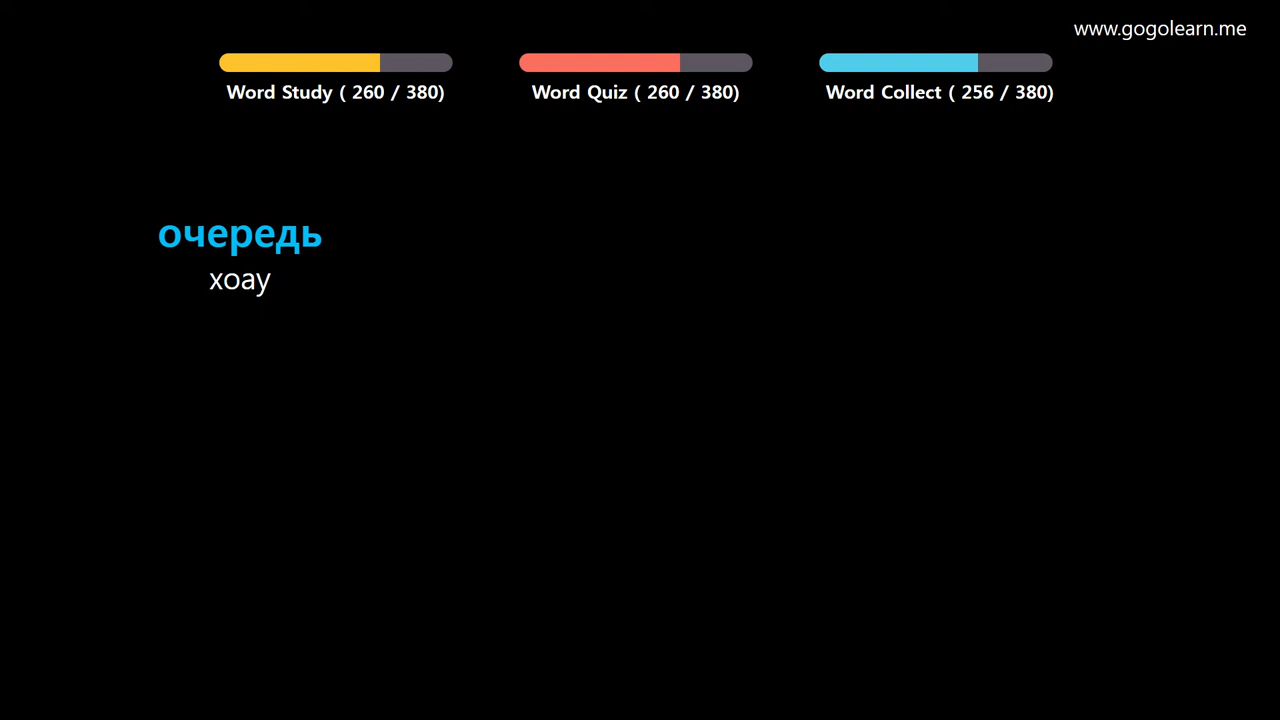 www.gogolearn.me
Word Study ( 260 / 380)
Word Quiz ( 260 / 380)
Word Collect ( 256 / 380)
очередь
xoay